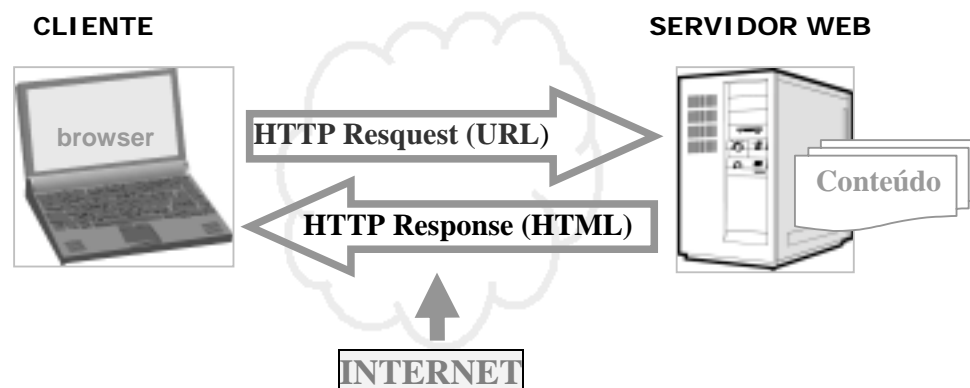 CLIENTE
SERVIDOR WEB
browser
HTTP Resquest (URL)
Conteúdo
HTTP Response (HTML)
INTERNET